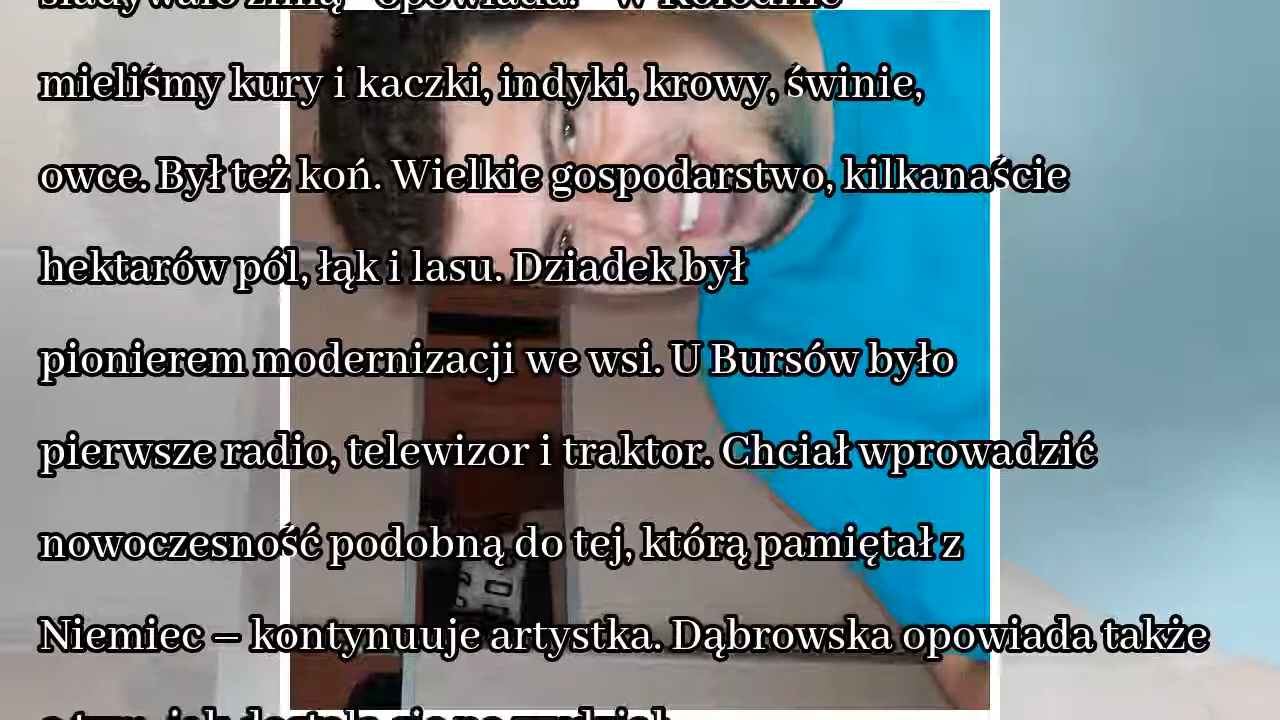 mieliśmy kury i kaczki, indyki, krowy, świnie,
owce. Był też koń. Wielkie gospodarstwo, kilkanaście
hektarów pól, łąk i lasu. Dziadek był
pionierem modernizacji we wsi. U Bursów było
pierwsze radio, telewizor i traktor. Chciał wprowadzić
nowoczesność podobną do tej, którą pamiętał z
Niemiec – kontynuuje artystka. Dąbrowska opowiada także